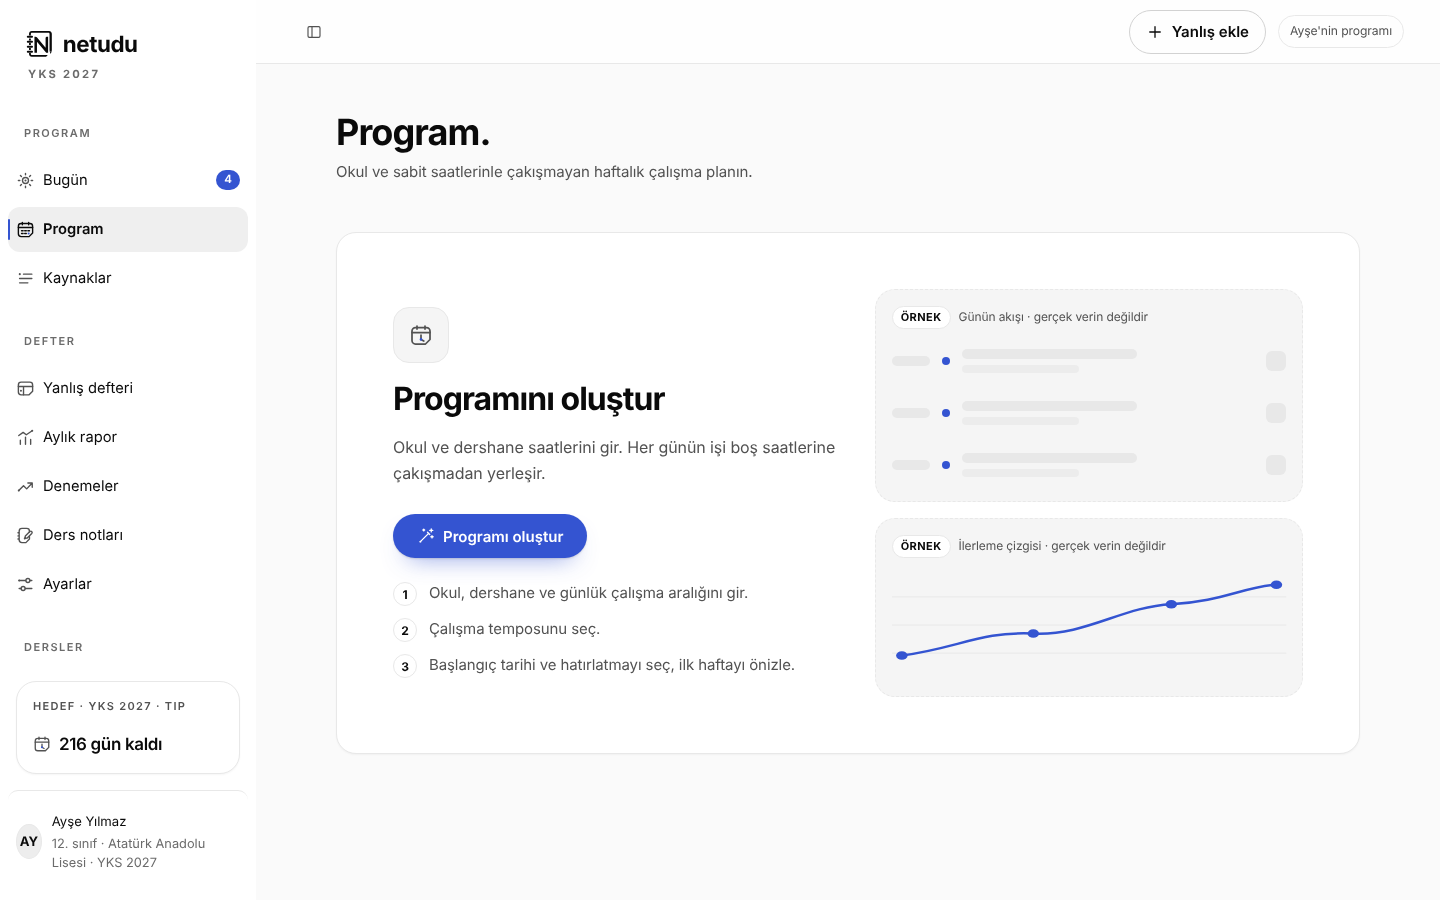 netudu
YKS 2027
PROGRAM
Bugün
4
Program
Kaynaklar
DEFTER
Yanlış defteri
Aylık rapor
Denemeler
Ders notları
Ayarlar
DERSLER
HEDEF · YKS 2027 · TIP
216 gün kaldı
AY
Ayşe Yılmaz
12. sınıf · Atatürk Anadolu
Lisesi · YKS 2027
Yanlış ekle
Ayşe'nin programı
Program.
Okul ve sabit saatlerinle çakışmayan haftalık çalışma planın.
Programını oluştur
Okul ve dershane saatlerini gir. Her günün işi boş saatlerine
çakışmadan yerleşir.
Programı oluştur
1 Okul, dershane ve günlük çalışma aralığını gir.
2 Çalışma temposunu seç.
3 Başlangıç tarihi ve hatırlatmayı seç, ilk haftayı önizle.
ÖRNEK Günün akışı · gerçek verin değildir
ÖRNEK İlerleme çizgisi · gerçek verin değildir